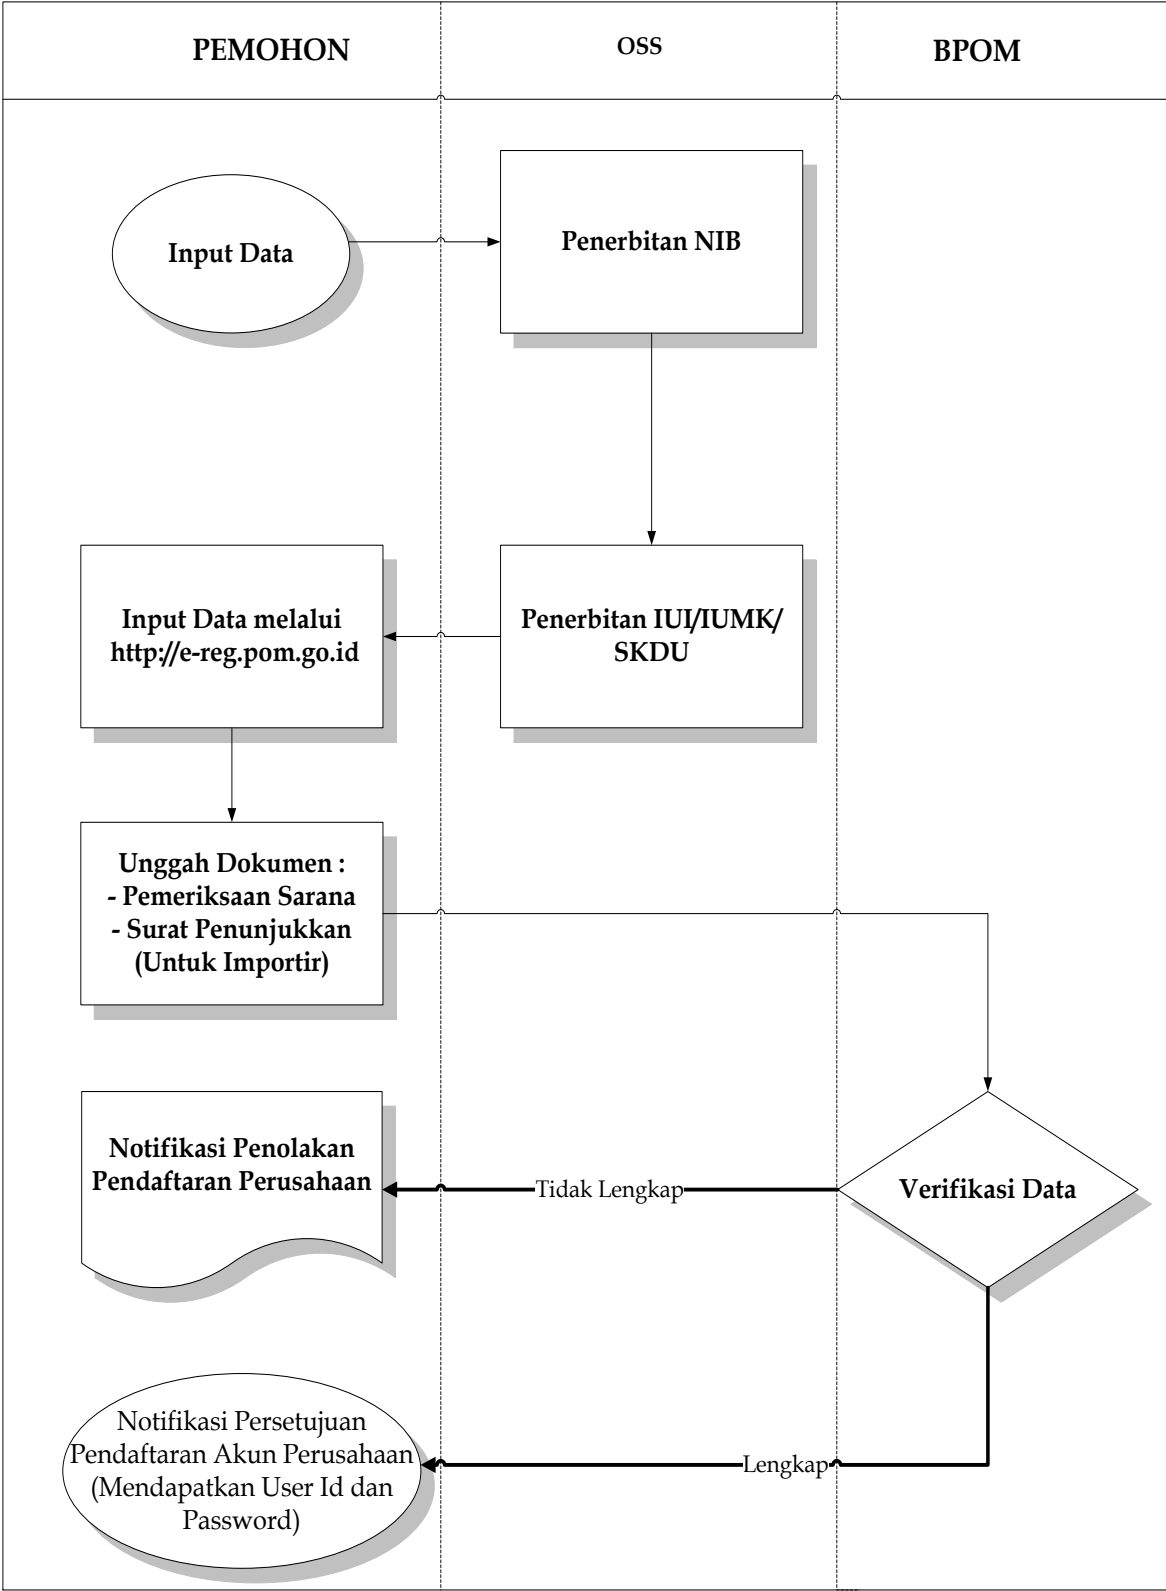 PEMOHON
OSS
BPOM
Input Data
Penerbitan NIB
Input Data melalui
http://e-reg.pom.go.id
Penerbitan IUI/IUMK/
SKDU
Unggah Dokumen :
- Pemeriksaan Sarana
- Surat Penunjukkan
(Untuk Importir)
Notifikasi Penolakan
Pendaftaran Perusahaan
Tidak Lengkap
Verifikasi Data
Notifikasi Persetujuan
Pendaftaran Akun Perusahaan
(Mendapatkan User Id dan
Password)
Lengkap